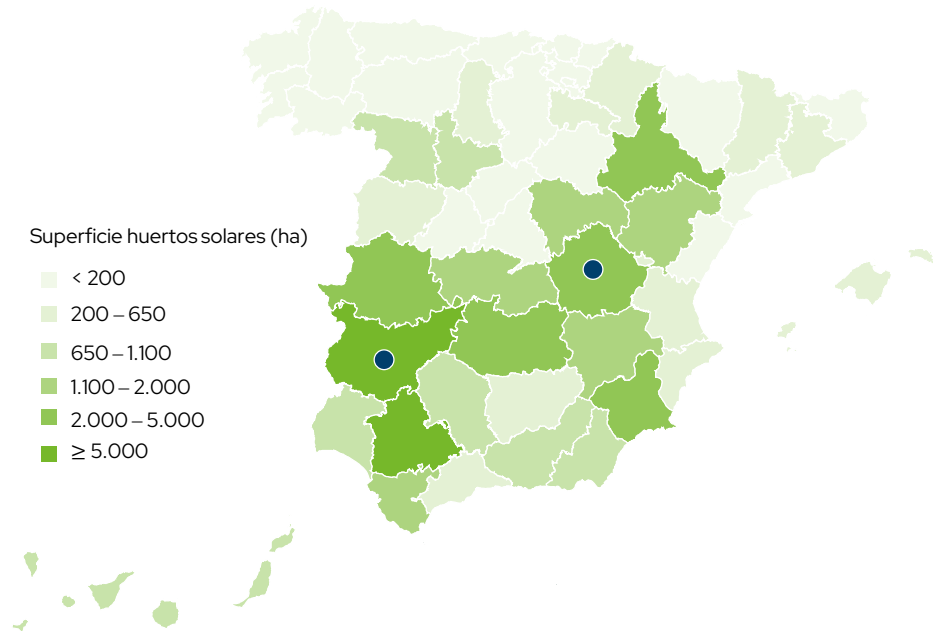 Superficie huertos solares (ha)
< 200
200 – 650
650 – 1.100
1.100 – 2.000
2.000 – 5.000
≥ 5.000